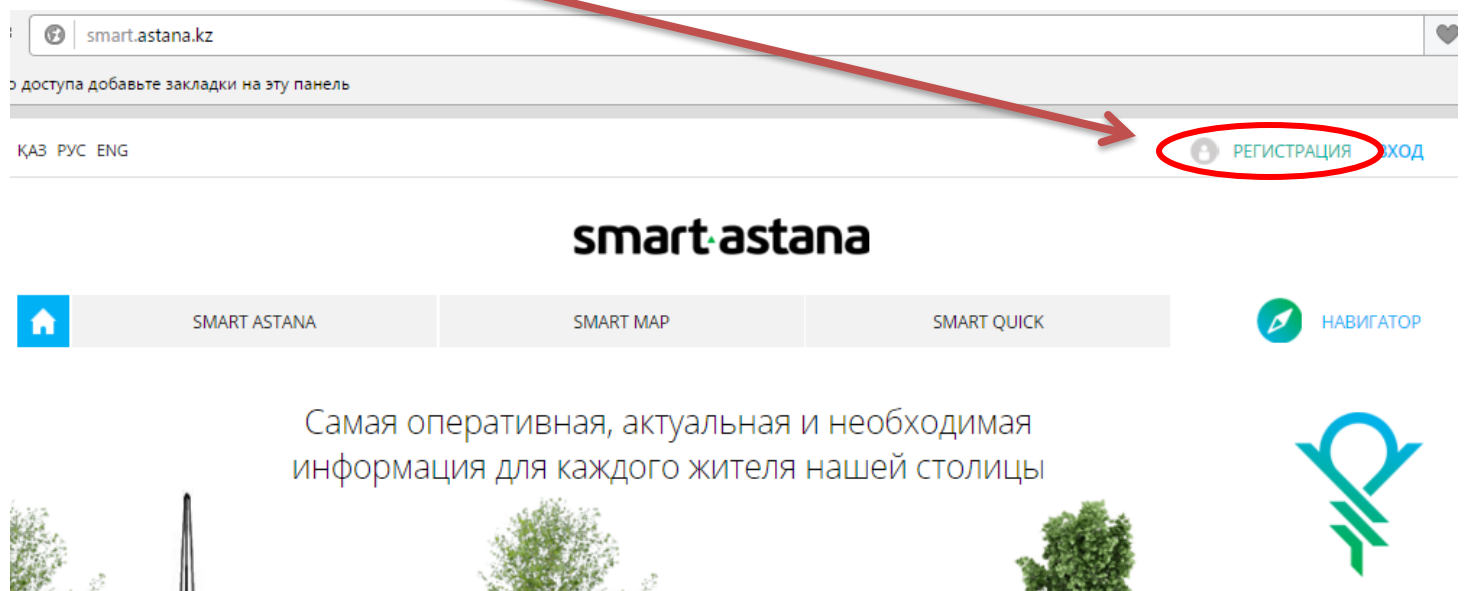 smart.astana.kz
доступа добавьте закладки на эту панель
ҚАЗ РУС ENG
РЕГИСТРАЦИЯ ВХОД
smart astana
SMART ASTANA SMART MAP SMART QUICK НАВИГАТОР
Самая оперативная, актуальная и необходимая
информация для каждого жителя нашей столицы